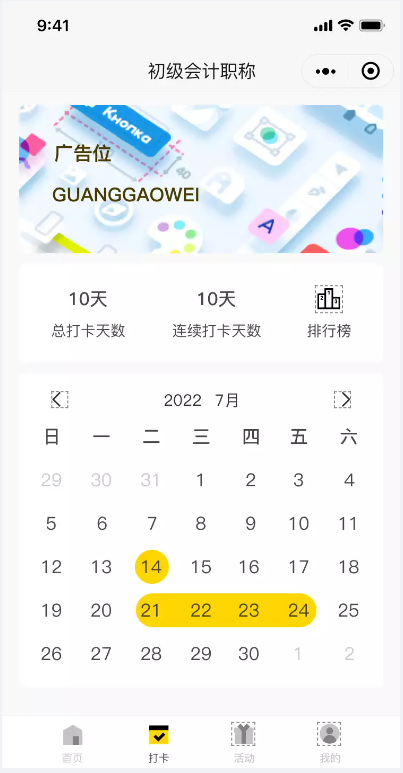 9:41
初级会计职称
Кнопка
40
广告位
A
GUANGGAOWEI
10天 10天
总打卡天数 连续打卡天数 排行榜
2022 7月
日 一 二 三 四 五 六
29 30 31 1 2 3 4
5 6 7 8 9 10 11
12 13 14 15 16 17 18
19 20 21 22 23 24 25
26 27 28 29 30 1 2
首页 打卡 活动 我的